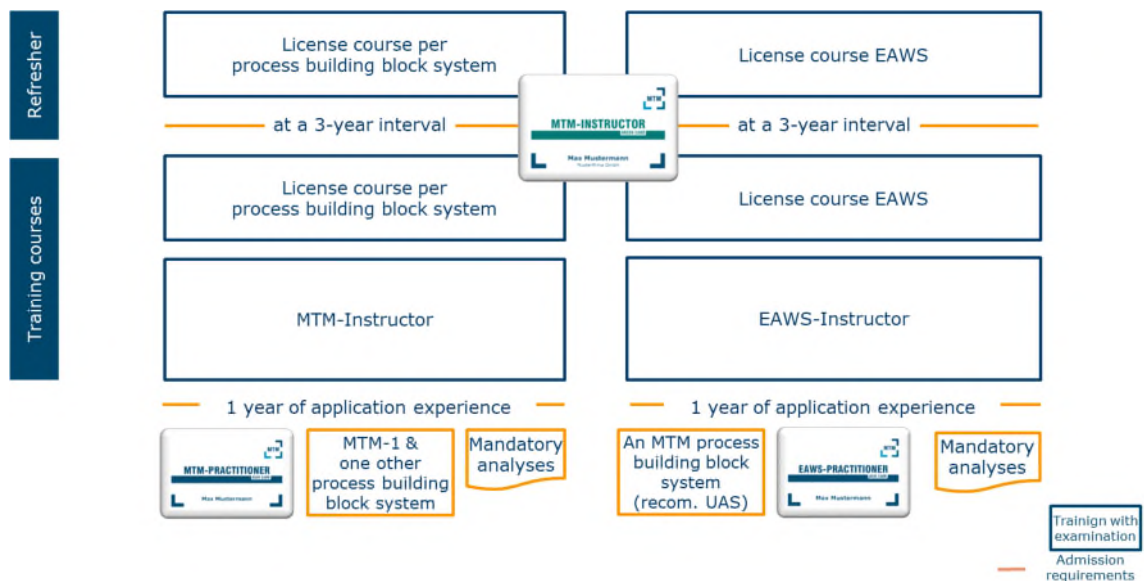 Refresher
License course per
process building block system
License course EAWS
MTM
MTM-INSTRUCTOR
Max Mustermann
at a 3-year interval
at a 3-year interval
Training courses
License course per
process building block system
License course EAWS
MTM-Instructor
EAWS-Instructor
1 year of application experience
1 year of application experience
MTM
MTM-PRACTITIONER
Max Mustermann
MTM-1 &
one other
process building
block system
Mandatory
analyses
An MTM process
building block
system
(recom. UAS)
MTM
EAWS-PRACTITIONER
Max Mustermann
Mandatory
analyses
Trainign with
examination
Admission
requirements